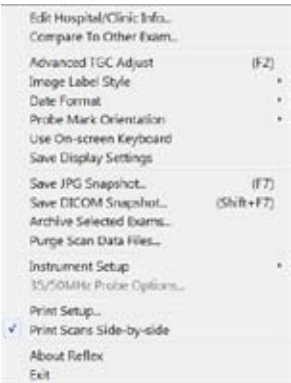 Edit Hospital/Clinic Info...
Compare To Other Exam...
Advanced TGC Adjust (F2)
Image Label Style
Date Format
Probe Mark Orientation
Use On-screen Keyboard
Save Display Settings
Save JPG Snapshot... (F7)
Save DICOM Snapshot... (Shift+F7)
Archive Selected Exams...
Purge Scan Data Files...
Instrument Setup
35/50MHz Probe Options...
Print Setup...
Print Scans Side-by-side
About Reflex
Exit